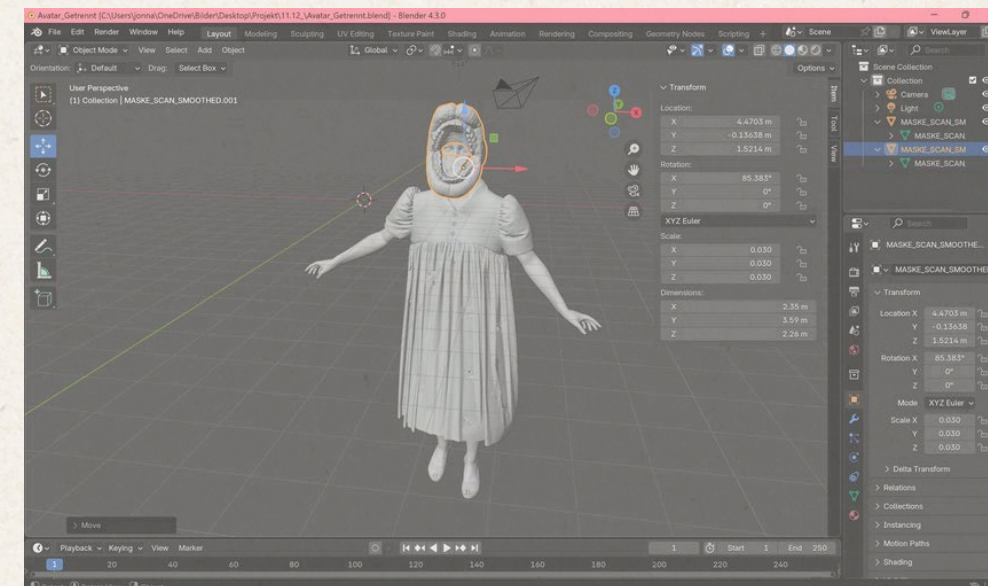 Avatar_Getrennt [C:\Users\jonna\OneDrive\Bilder\Desktop\Projekt\11.12_\Avatar_Getrennt.blend] - Blender 4.3.0
File Edit Render Window Help Layout Modeling Sculpting UV Editing Texture Paint Shading Animation Rendering Compositing Geometry Nodes Scripting + Scene ViewLayer
Object Mode View Select Add Object Global Search
Orientation: Default Drag: Select Box Options
User Perspective
(1) Collection | MASKE_SCAN_SMOOTHED.001
Z
Y
X
Transform
Location:
X 4.4703 m
Y -0.13638 m
Z 1.5214 m
Rotation:
X 85.383°
Y 0°
Z 0°
XYZ Euler
Scale:
X 0.030
Y 0.030
Z 0.030
Dimensions:
X 2.35 m
Y 3.59 m
Z 2.26 m
Item
Tool
View
Scene Collection
Collection
Camera
Light
MASKE_SCAN_SM
MASKE_SCAN
MASKE_SCAN_SM
MASKE_SCAN
Search
MASKE_SCAN_SMOOTHE...
MASKE_SCAN_SMOOTHE
Transform
Location X 4.4703 m
Y -0.13638
Z 1.5214 m
Rotation X 85.383°
Y 0°
Z 0°
Mode XYZ Euler
Scale X 0.030
Y 0.030
Z 0.030
Delta Transform
Relations
Collections
Instancing
Motion Paths
Shading
Move
Playback Keying View Marker 1 Start 1 End 250
1 20 40 60 80 100 120 140 160 180 200 220 240